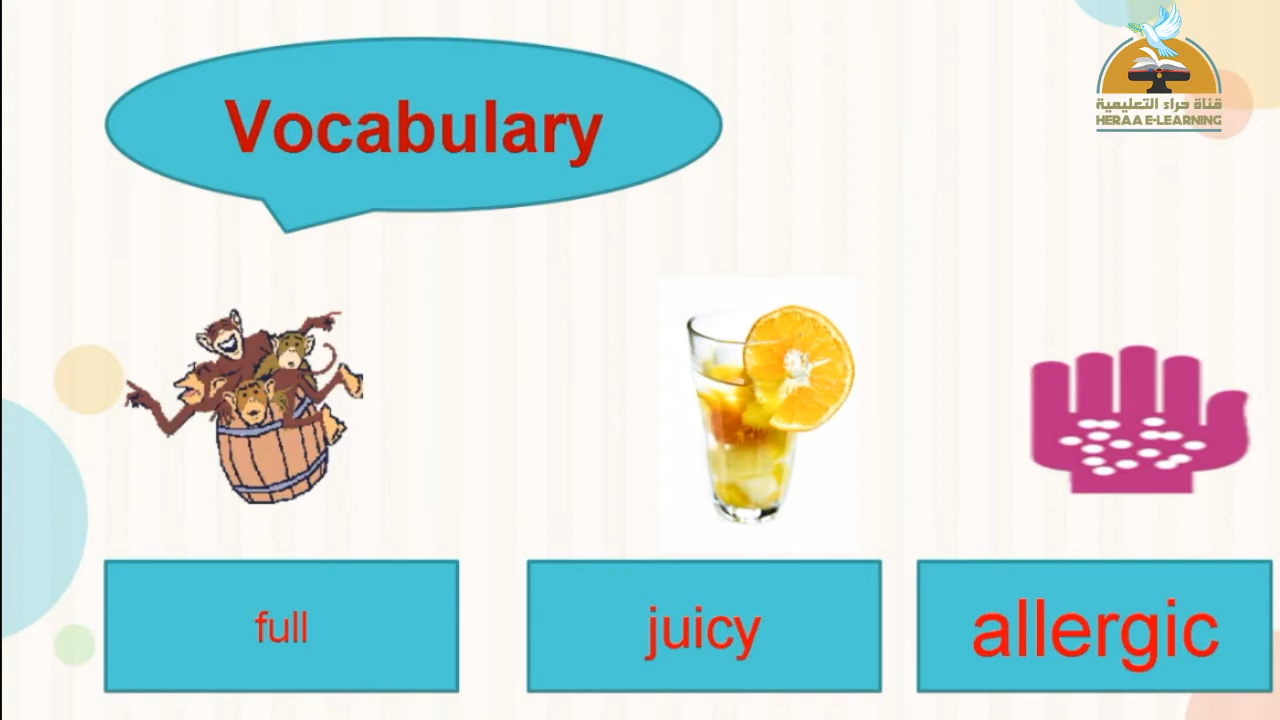 قناة حراء التعليمية
HERAA E-LEARNING
Vocabulary
full
juicy
allergic